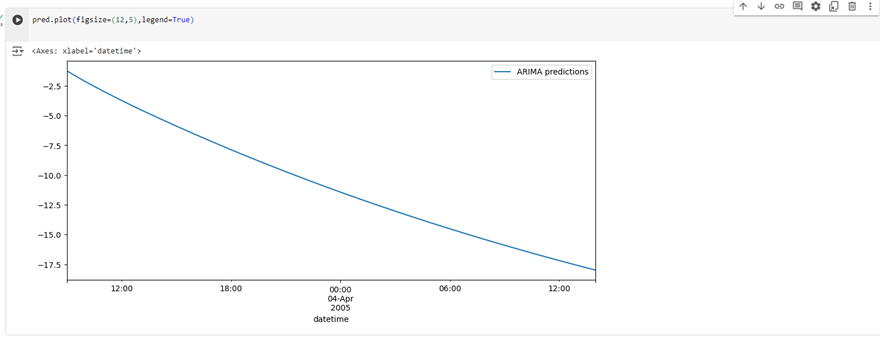 pred.plot(figsize=(12,5),legend=True)
<Axes: xlabel='datetime'>
ARIMA predictions
−2.5
−5.0
−7.5
−10.0
−12.5
−15.0
−17.5
12:00
18:00
00:00
04-Apr
2005
06:00
12:00
datetime